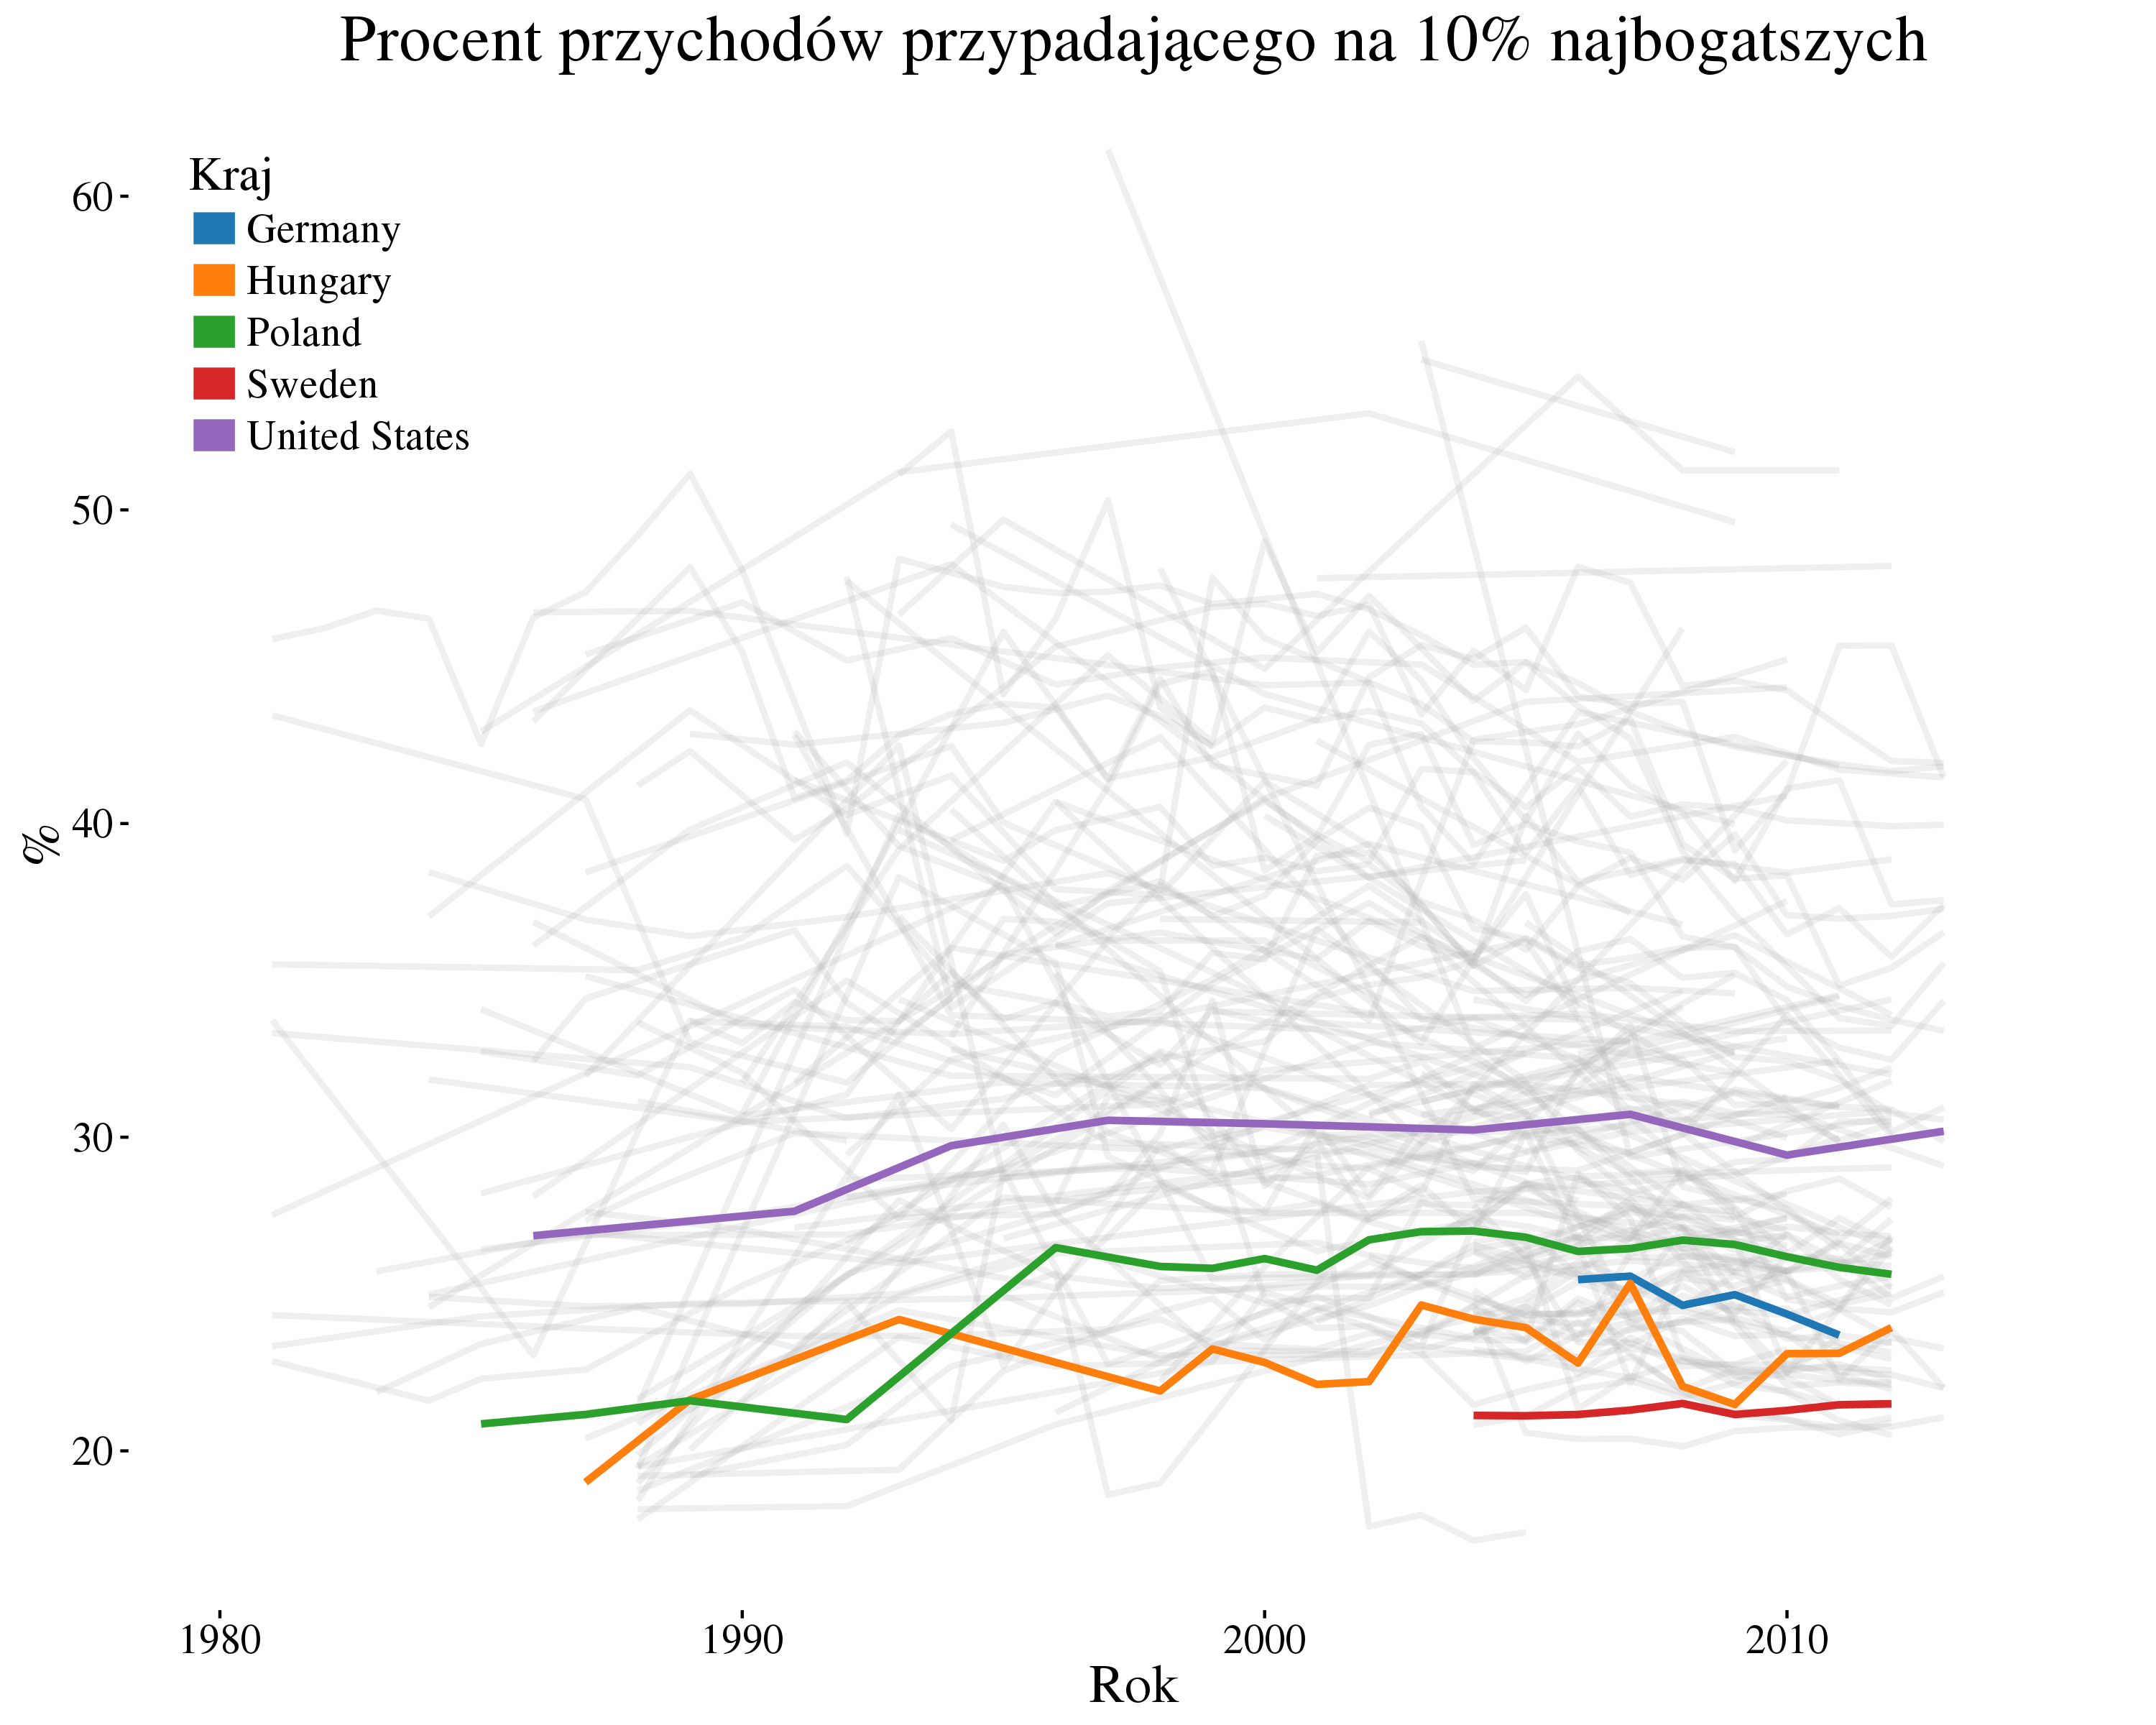 Procent przychodów przypadającego na 10% najbogatszych
Kraj
Germany
Hungary
Poland
Sweden
United States
60
50
40
30
20
%
1980
1990
2000
2010
Rok